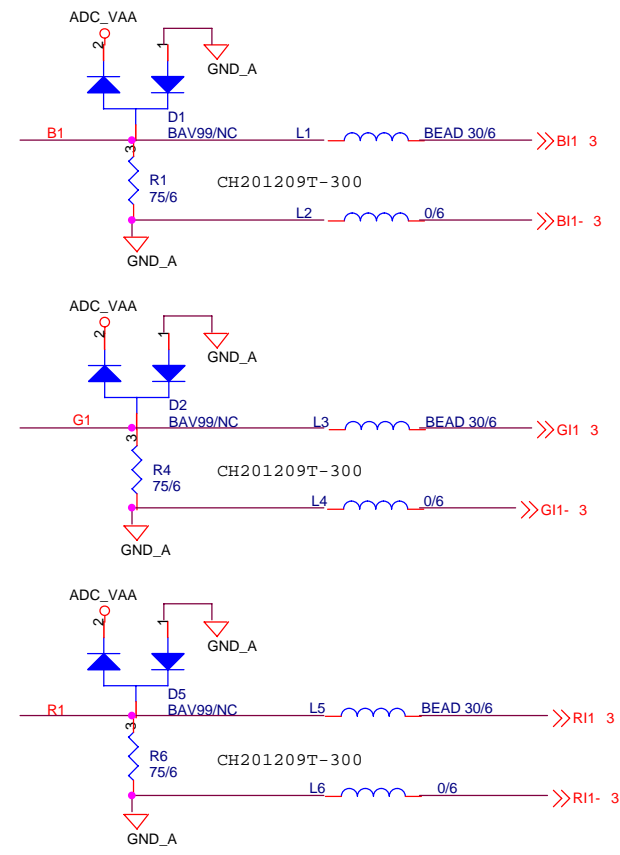 ADC_VAA
2
1
GND_A
D1
B1
BAV99/NC
L1
BEAD 30/6
BI1 3
3
R1
75/6
CH201209T-300
L2
0/6
BI1- 3
GND_A
ADC_VAA
2
1
GND_A
D2
G1
BAV99/NC
L3
BEAD 30/6
GI1 3
3
R4
75/6
CH201209T-300
L4
0/6
GI1- 3
GND_A
ADC_VAA
2
1
GND_A
D5
R1
BAV99/NC
L5
BEAD 30/6
RI1 3
3
R6
75/6
CH201209T-300
L6
0/6
RI1- 3
GND_A